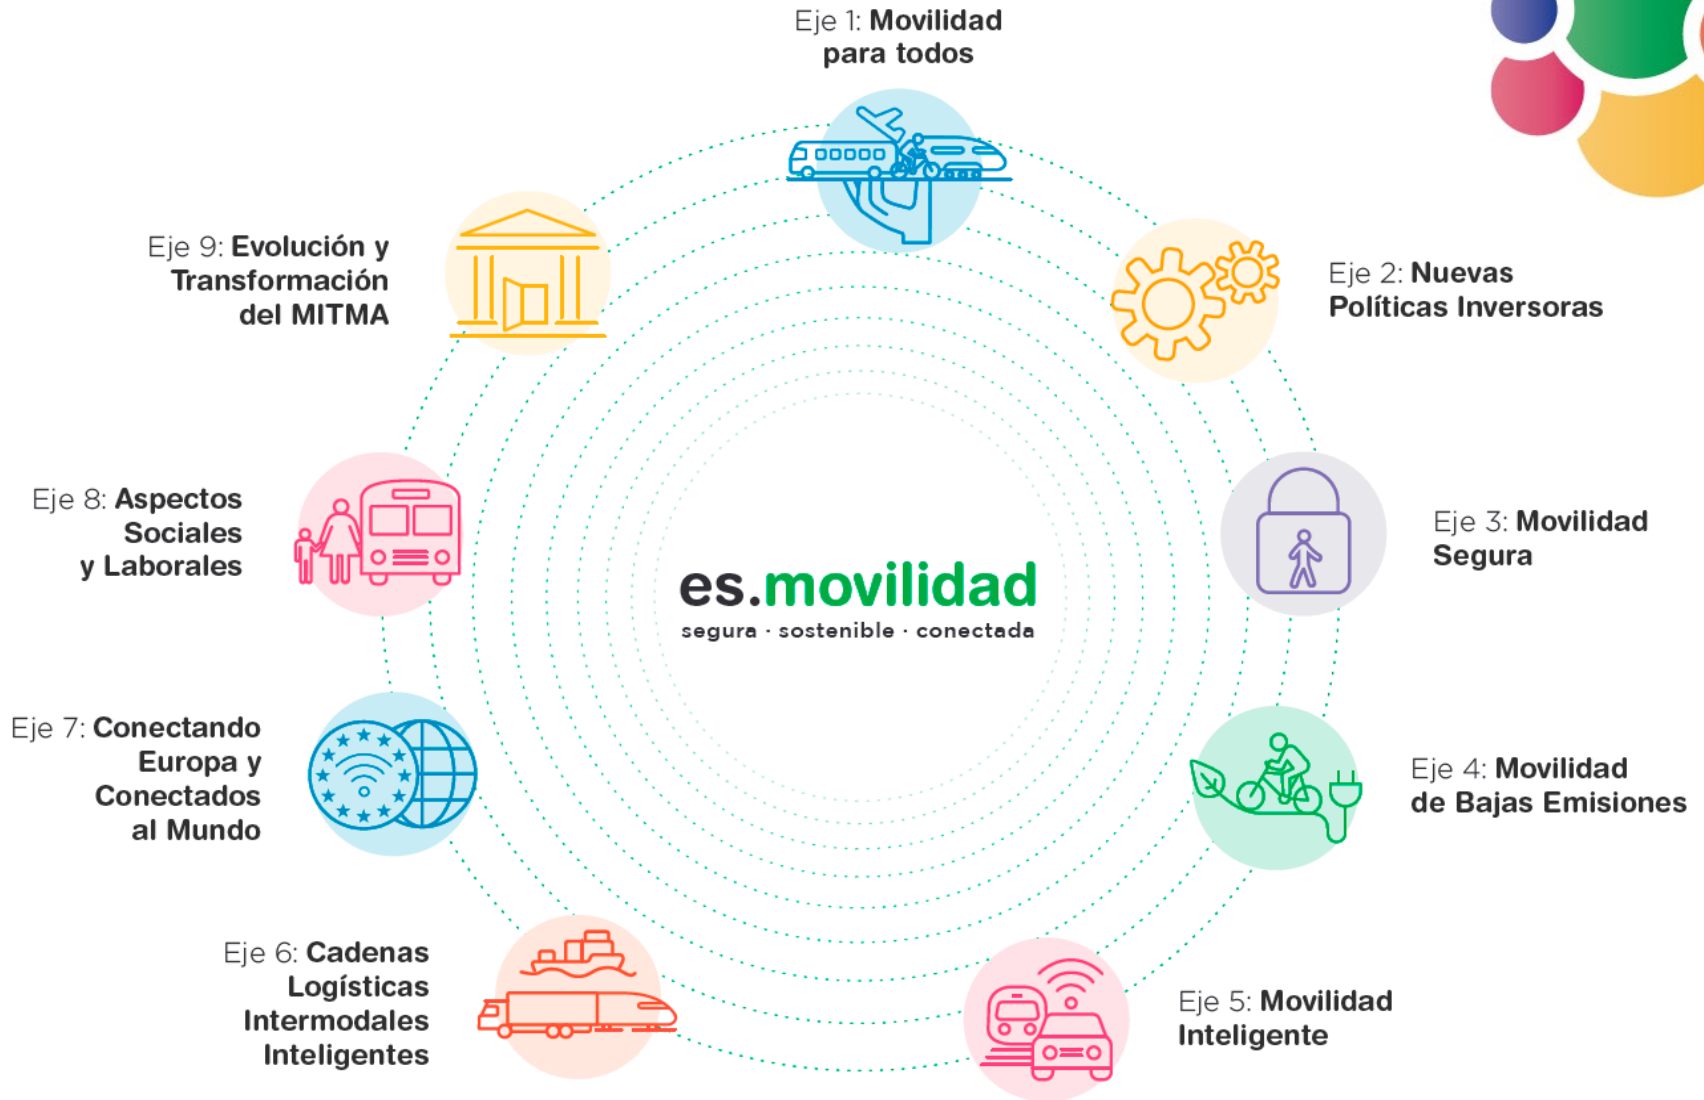 Eje 1: Movilidad
para todos
Eje 2: Nuevas
Políticas Inversoras
Eje 3: Movilidad
Segura
Eje 4: Movilidad
de Bajas Emisiones
Eje 5: Movilidad
Inteligente
Eje 6: Cadenas
Logísticas
Intermodales
Inteligentes
Eje 7: Conectando
Europa y
Conectados
al Mundo
Eje 8: Aspectos
Sociales
y Laborales
Eje 9: Evolución y
Transformación
del MITMA
es.movilidad
segura · sostenible · conectada